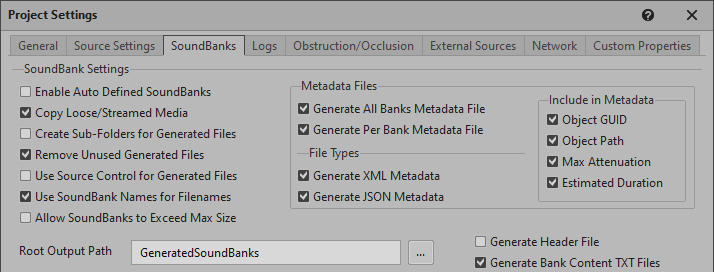 Project Settings
?
General Source Settings SoundBanks Logs Obstruction/Occlusion External Sources Network Custom Properties
SoundBank Settings
Enable Auto Defined SoundBanks
Copy Loose/Streamed Media
Create Sub-Folders for Generated Files
Remove Unused Generated Files
Use Source Control for Generated Files
Use SoundBank Names for Filenames
Allow SoundBanks to Exceed Max Size
Metadata Files
Generate All Banks Metadata File
Generate Per Bank Metadata File
File Types
Generate XML Metadata
Generate JSON Metadata
Include in Metadata
Object GUID
Object Path
Max Attenuation
Estimated Duration
Root Output Path GeneratedSoundBanks ...
Generate Header File
Generate Bank Content TXT Files